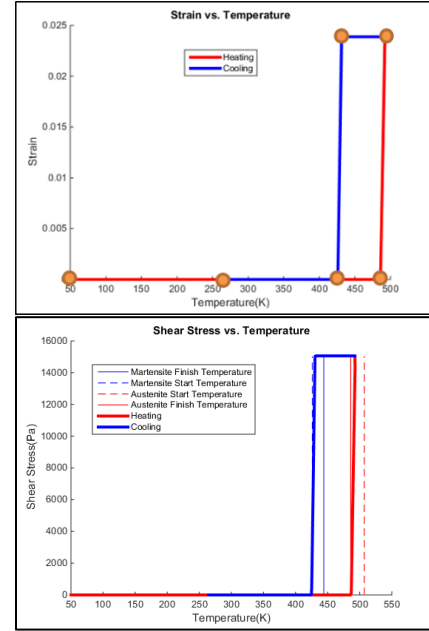 Strain vs. Temperature
0.025
0.02
0.015
0.01
0.005
Strain
Heating
Cooling
50 100 150 200 250 300 350 400 450 500
Temperature(K)
Shear Stress vs. Temperature
16000
14000
12000
10000
8000
6000
4000
2000
0
Shear Stress(Pa)
Martensite Finish Temperature
Martensite Start Temperature
Austenite Start Temperature
Austenite Finish Temperature
Heating
Cooling
50 100 150 200 250 300 350 400 450 500 550
Temperature(K)